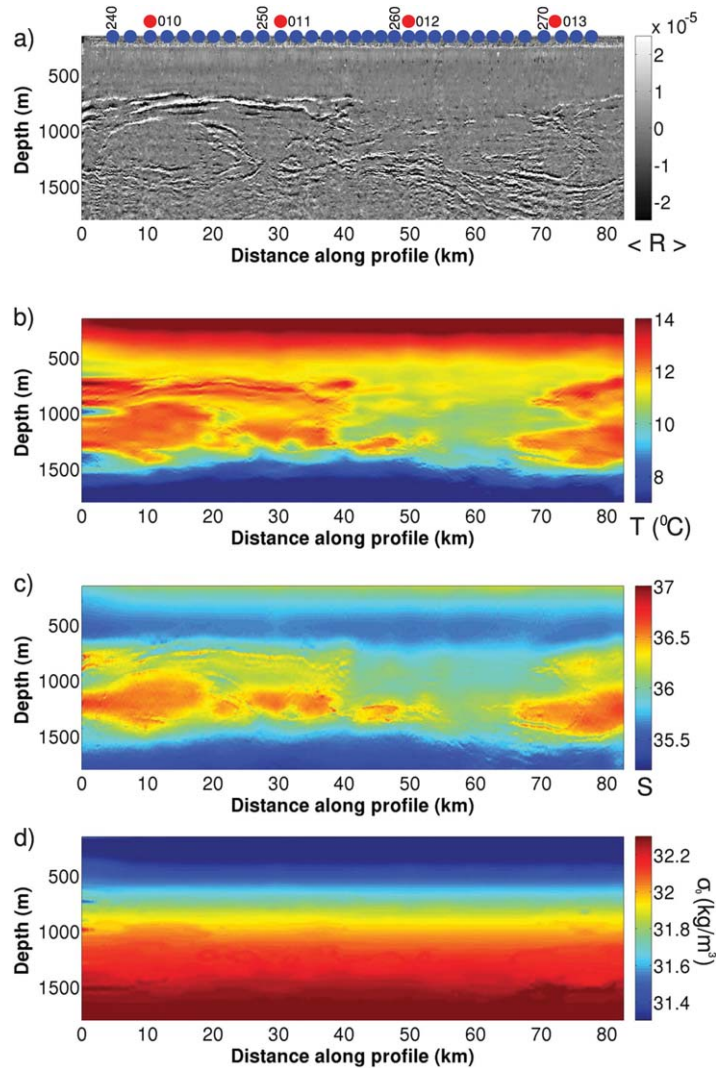 240 010 250 011 260 012 270 013
a)
500
1000
1500
Depth (m)
0 10 20 30 40 50 60 70 80
Distance along profile (km)
x 10-5
2
1
0
-1
-2
< R >
b)
500
1000
1500
Depth (m)
0 10 20 30 40 50 60 70 80
Distance along profile (km)
14
12
10
8
T (⁰C)
c)
500
1000
1500
Depth (m)
0 10 20 30 40 50 60 70 80
Distance along profile (km)
37
36.5
36
35.5
S
d)
500
1000
1500
Depth (m)
0 10 20 30 40 50 60 70 80
Distance along profile (km)
32.2
32
31.8
31.6
31.4
(kg/m³)